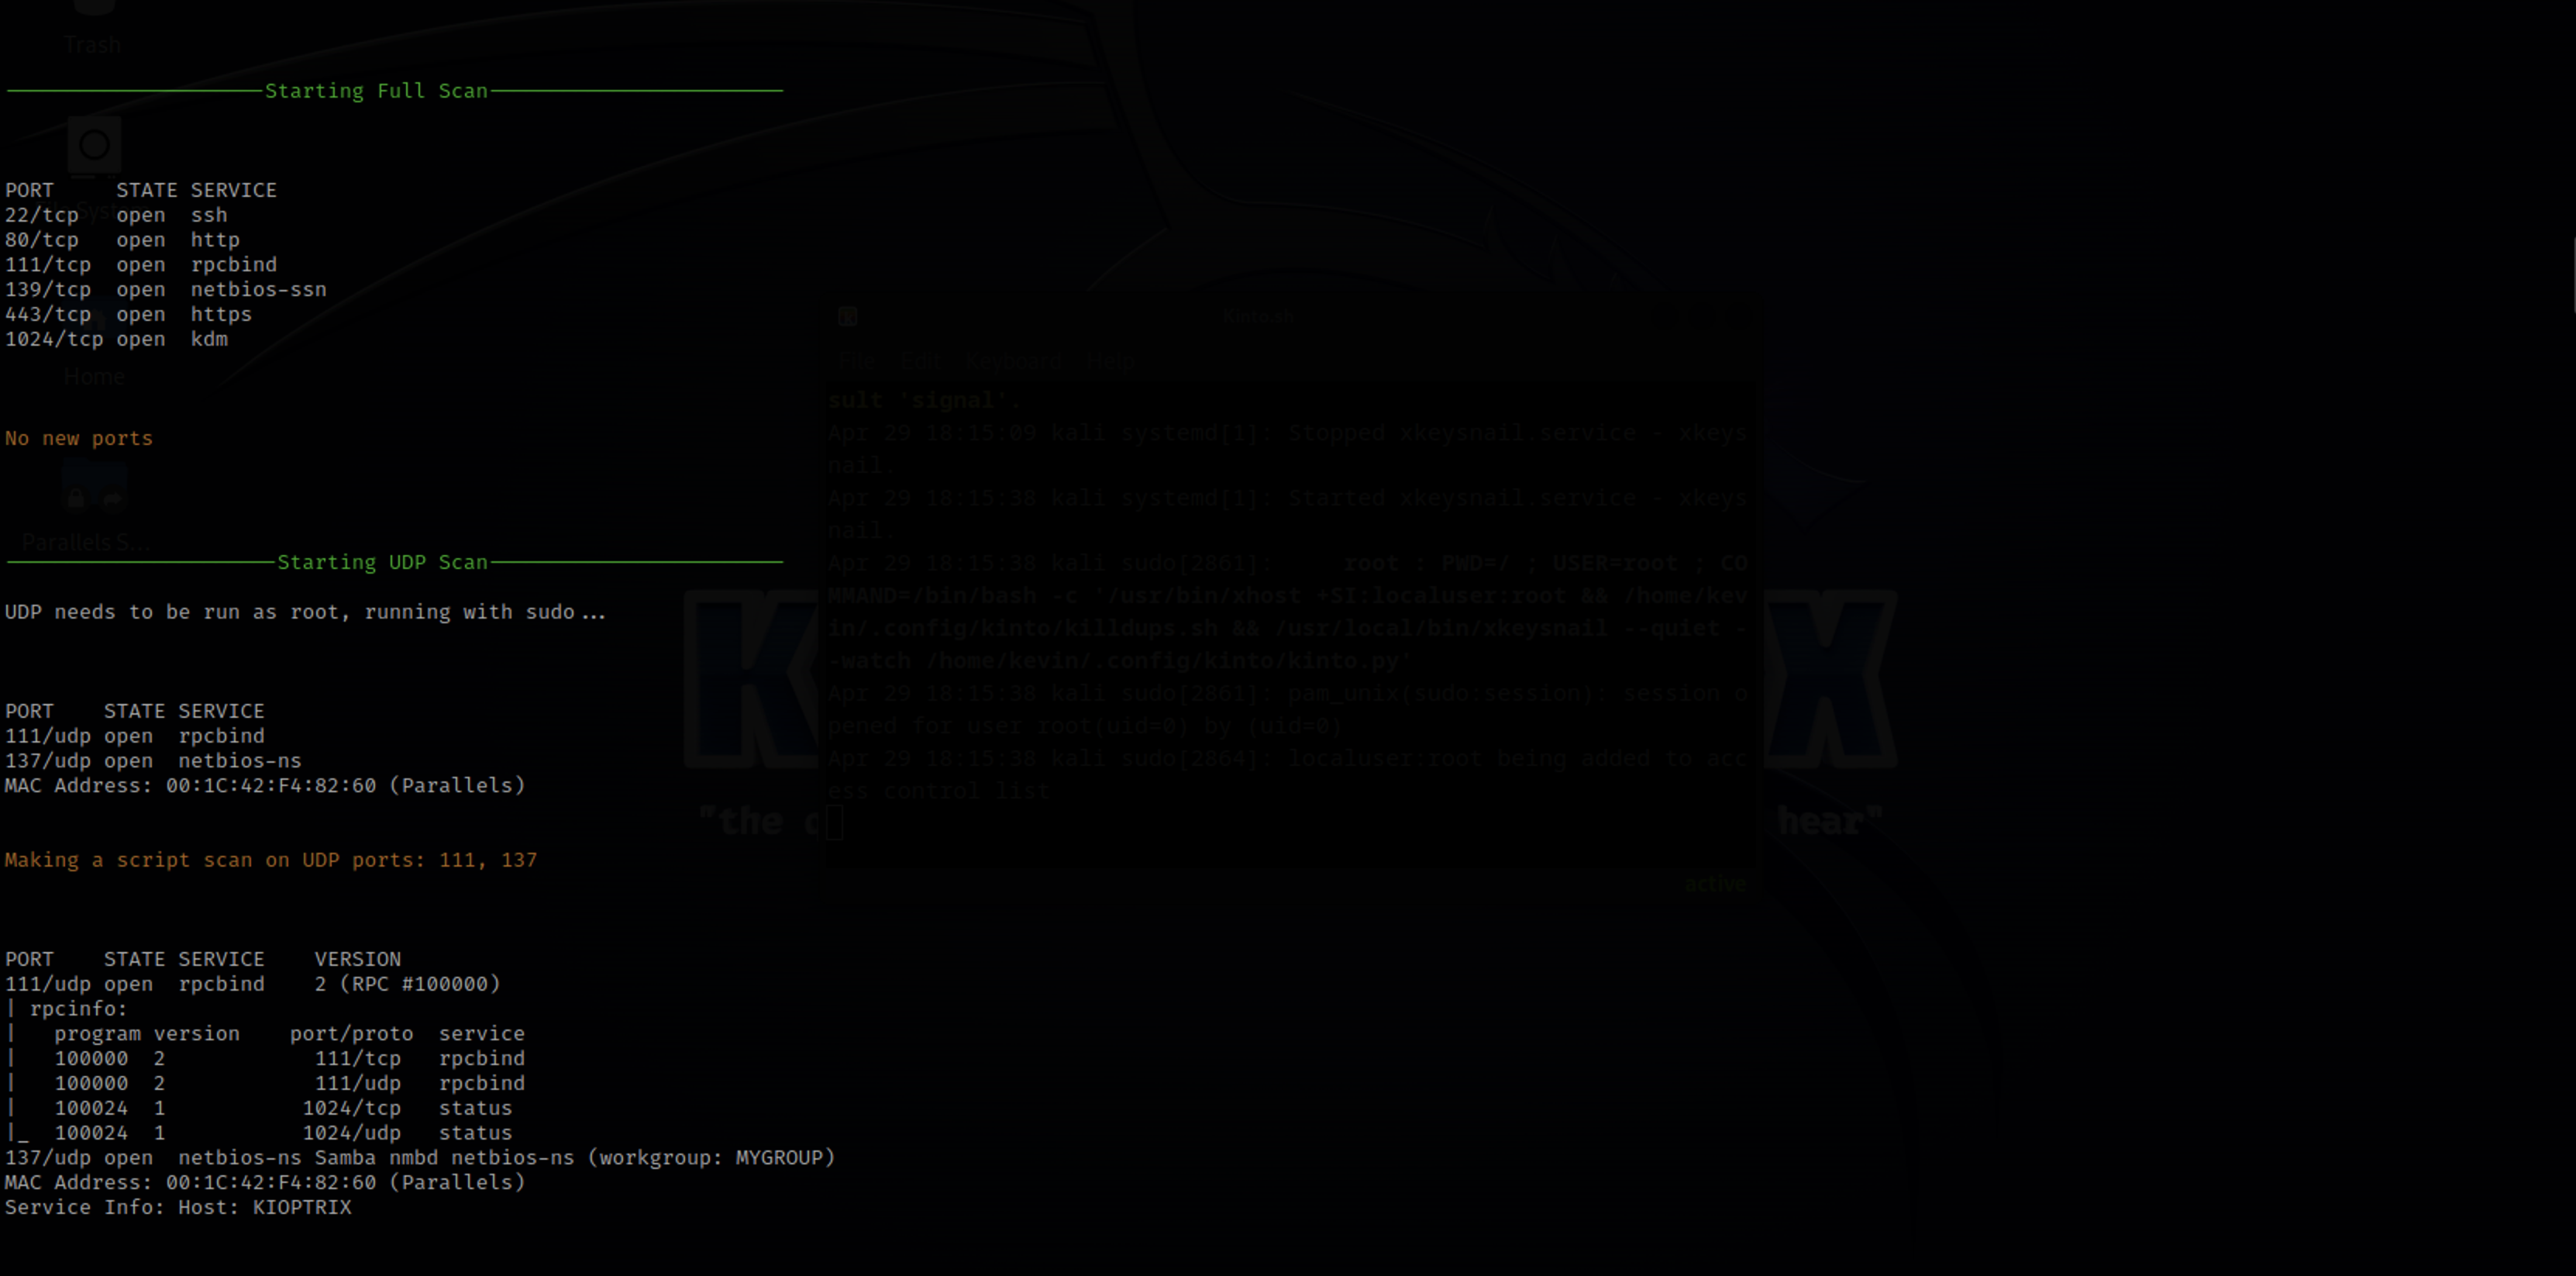 Trash
Starting Full Scan
PORT     STATE SERVICE
22/tcp   open  ssh
80/tcp   open  http
111/tcp  open  rpcbind
139/tcp  open  netbios-ssn
443/tcp  open  https
1024/tcp open  kdm
Home
No new ports
Parallels S...
Starting UDP Scan
UDP needs to be run as root, running with sudo...
PORT    STATE SERVICE
111/udp open  rpcbind
137/udp open  netbios-ns
MAC Address: 00:1C:42:F4:82:60 (Parallels)
Making a script scan on UDP ports: 111, 137
PORT    STATE SERVICE    VERSION
111/udp open  rpcbind    2 (RPC #100000)
| rpcinfo:
|   program version    port/proto  service
|   100000  2            111/tcp   rpcbind
|   100000  2            111/udp   rpcbind
|   100024  1           1024/tcp   status
|_  100024  1           1024/udp   status
137/udp open  netbios-ns Samba nmbd netbios-ns (workgroup: MYGROUP)
MAC Address: 00:1C:42:F4:82:60 (Parallels)
Service Info: Host: KIOPTRIX
Kinto.sh
File Edit Keyboard Help
sult 'signal'.
Apr 29 18:15:09 kali systemd[1]: Stopped xkeysnail.service - xkeys
nail.
Apr 29 18:15:38 kali systemd[1]: Started xkeysnail.service - xkeys
nail.
Apr 29 18:15:38 kali sudo[2861]:     root : PWD=/ ; USER=root ; CO
MMAND=/bin/bash -c '/usr/bin/xhost +SI:localuser:root && /home/kev
in/.config/kinto/killdups.sh && /usr/local/bin/xkeysnail --quiet -
-watch /home/kevin/.config/kinto/kinto.py'
Apr 29 18:15:38 kali sudo[2861]: pam_unix(sudo:session): session o
pened for user root(uid=0) by (uid=0)
Apr 29 18:15:38 kali sudo[2864]: localuser:root being added to acc
ess control list
active
K X
"the hear"